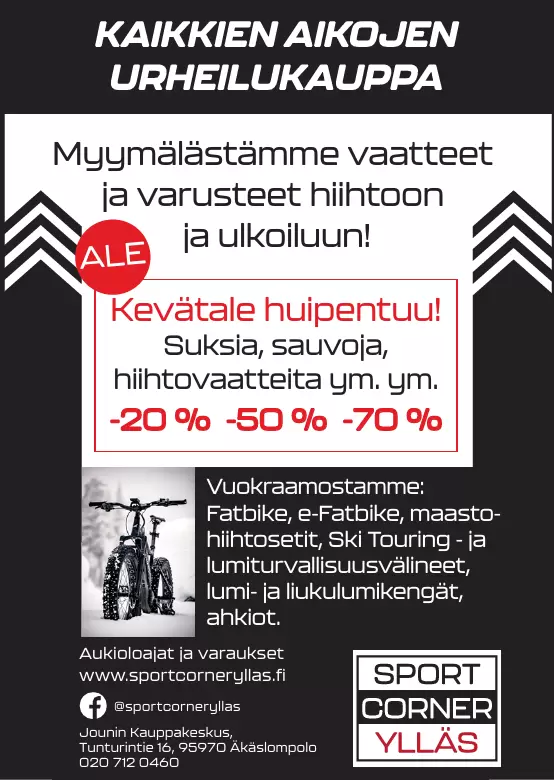 KAIKKIEN AIKOJEN
URHEILUKAUPPA
Myymälästämme vaatteet
ja varusteet hiihtoon
ja ulkoiluun!
ALE
Kevätale huipentuu!
Suksia, sauvoja,
hiihtovaatteita ym. ym.
-20 % -50 % -70 %
Vuokraamostamme:
Fatbike, e-Fatbike, maasto-
hiihtosetit, Ski Touring - ja
lumiturvallisuusvälineet,
lumi- ja liukulumikengät,
ahkiot.
Aukioloajat ja varaukset
www.sportcorneryllas.fi
@sportcorneryllas
Jounin Kauppakeskus,
Tunturintie 16, 95970 Äkäslompolo
020 712 0460
SPORT
CORNER
YLLÄS